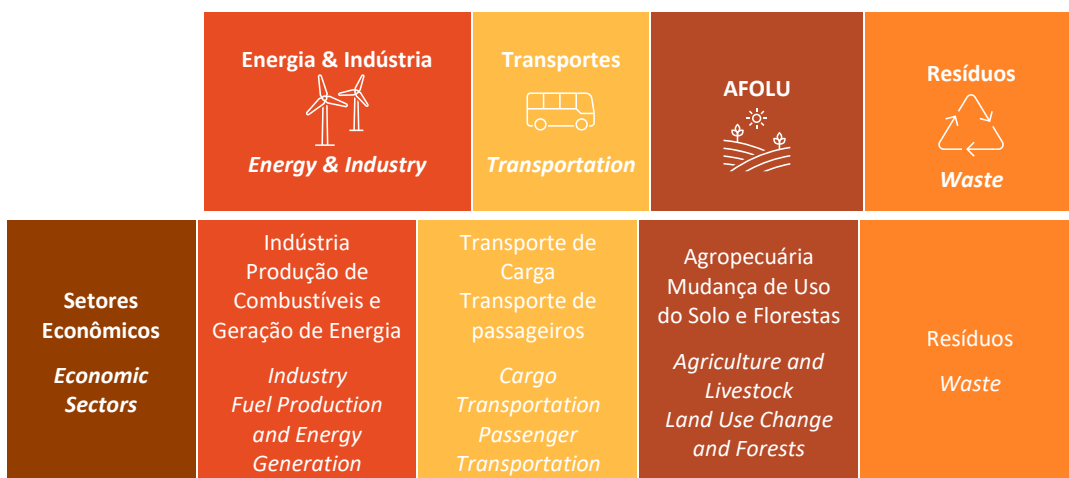 Energia & Indústria
Energy & Industry
Transportes
Transportation
AFOLU
Resíduos
Waste
Setores
Econômicos
Economic
Sectors
Indústria
Produção de
Combustíveis e
Geração de Energia
Industry
Fuel Production
and Energy
Generation
Transporte de
Carga
Transporte de
passageiros
Cargo
Transportation
Passenger
Transportation
Agropecuária
Mudança de Uso
do Solo e Florestas
Agriculture and
Livestock
Land Use Change
and Forests
Resíduos
Waste